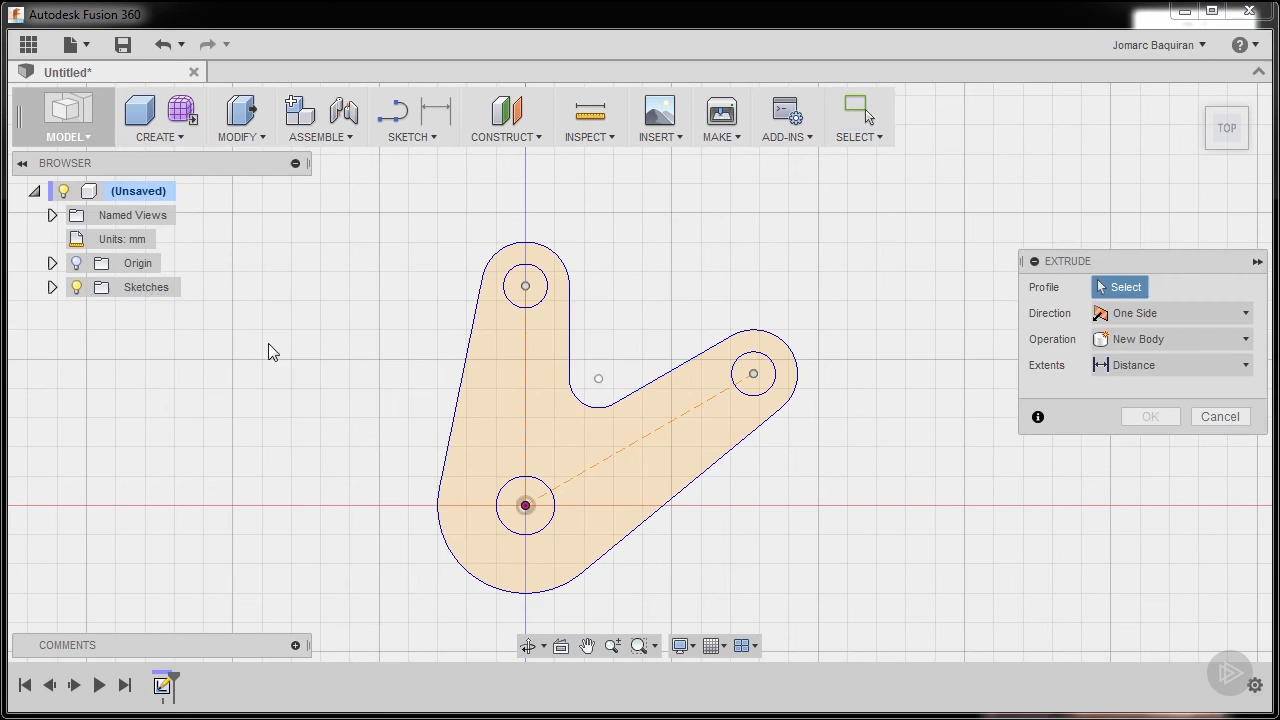 Autodesk Fusion 360
Jomarc Baquiran
Untitled*
MODEL
CREATE
MODIFY
ASSEMBLE
SKETCH
CONSTRUCT
INSPECT
INSERT
MAKE
ADD-INS
SELECT
TOP
BROWSER
(Unsaved)
Named Views
Units: mm
Origin
Sketches
EXTRUDE
Profile Select
Direction One Side
Operation New Body
Extents Distance
OK Cancel
COMMENTS